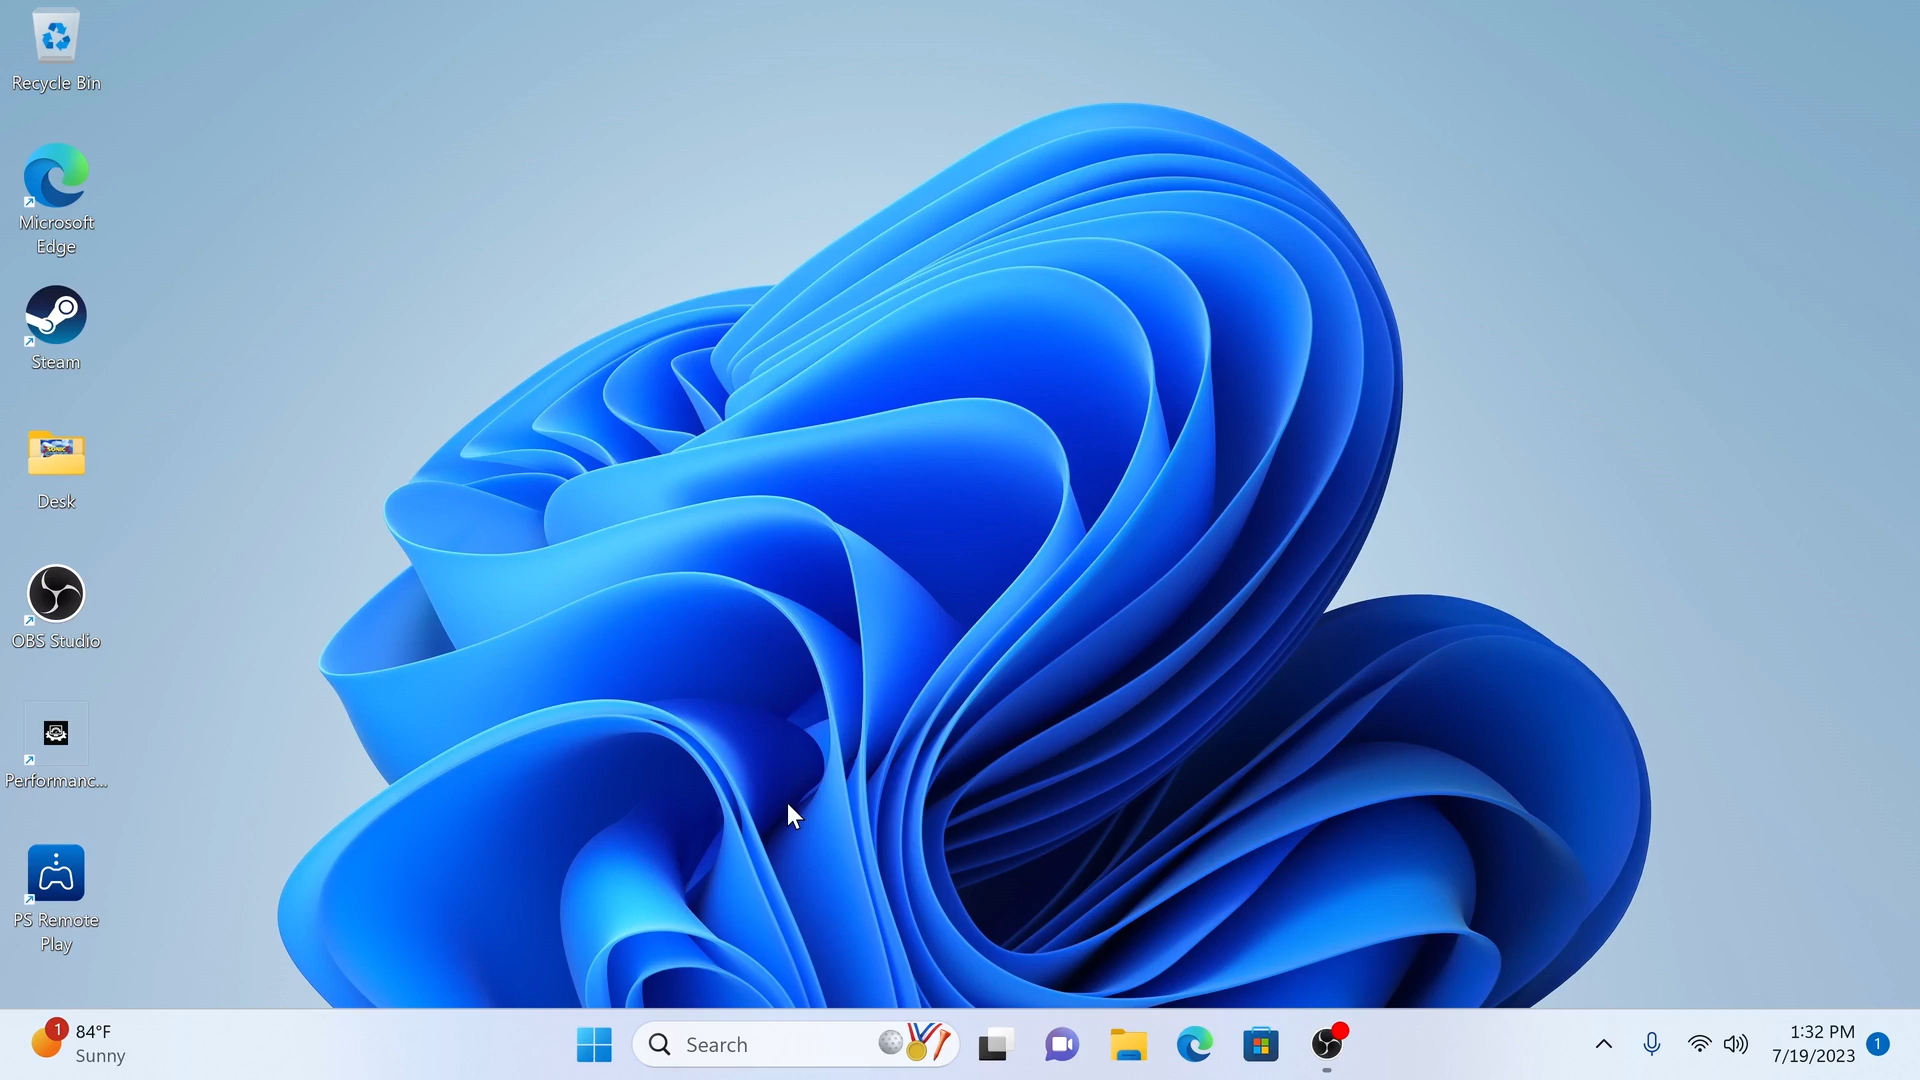 Recycle Bin
Microsoft
Edge
Steam
SONIC
Desk
OBS Studio
Performanc...
PS Remote
Play
1
84°F
Sunny
Search
1:32 PM
7/19/2023
1